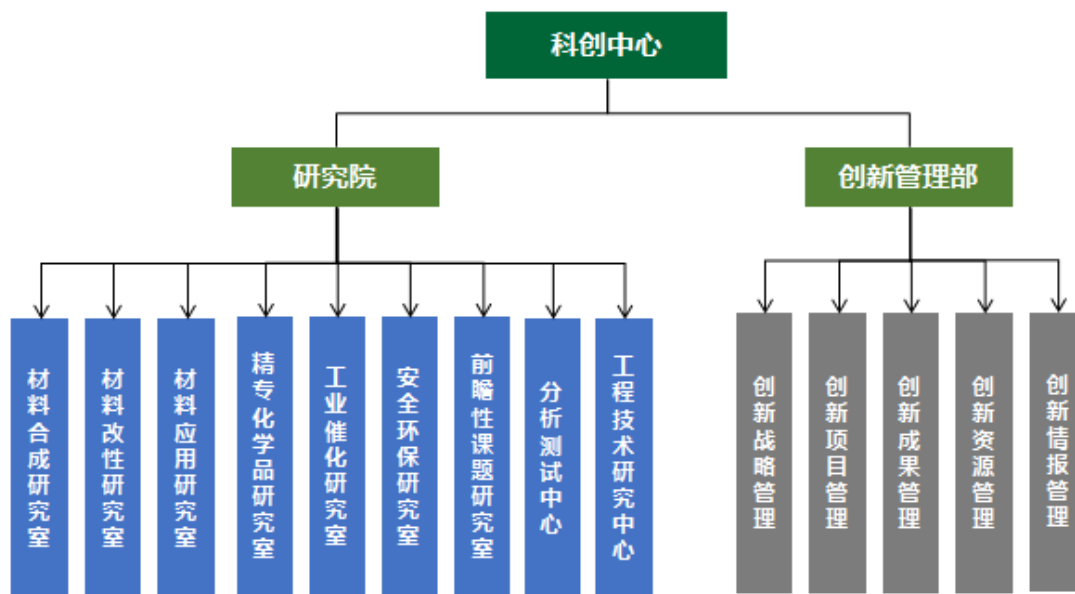 科创中心
研究院
创新管理部
材料合成研究室
材料改性研究室
材料应用研究室
精专化学品研究室
工业催化研究室
安全环保研究室
前瞻性课题研究室
分析测试中心
工程技术研究中心
创新战略管理
创新项目管理
创新成果管理
创新资源管理
创新情报管理